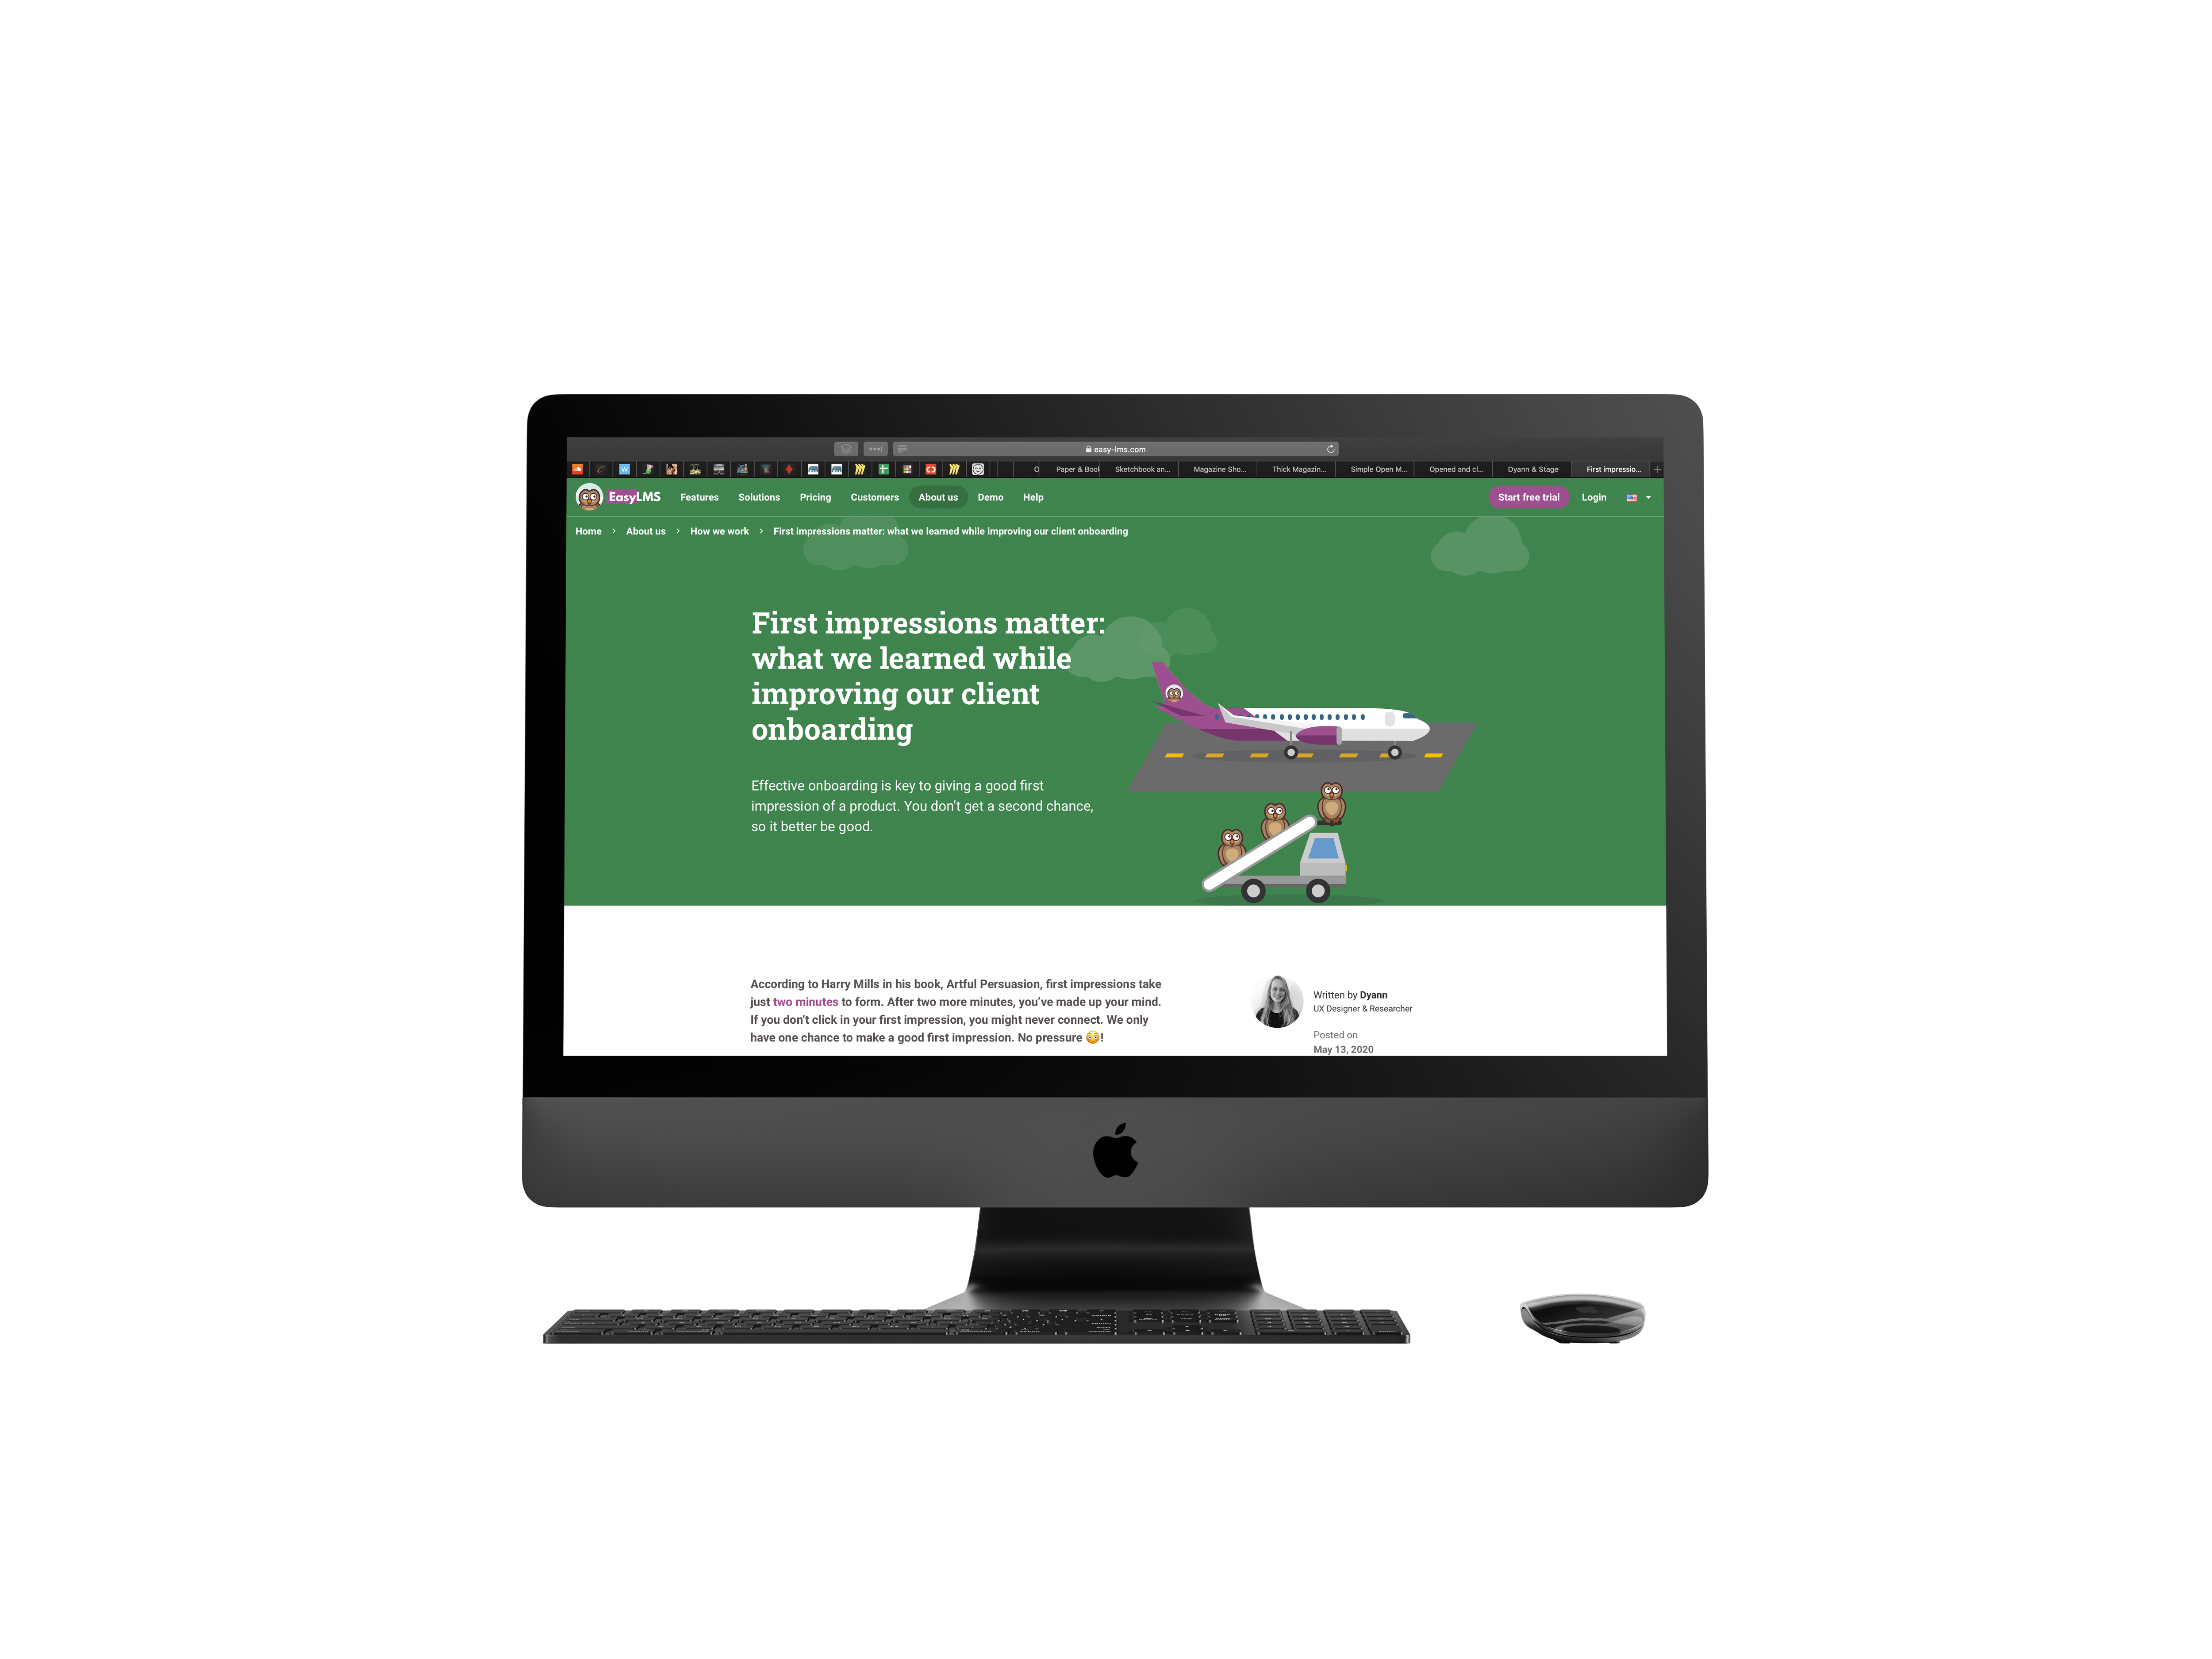 easy-lms.com
Paper & Book
Sketchbook an...
Magazine Sho...
Thick Magazin...
Simple Open M...
Opened and cl...
Dyann & Stage
First impressio...
EasyLMS
Features
Solutions
Pricing
Customers
About us
Demo
Help
Start free trial
Login
Home > About us > How we work > First impressions matter: what we learned while improving our client onboarding
First impressions matter:
what we learned while
improving our client
onboarding
Effective onboarding is key to giving a good first
impression of a product. You don’t get a second chance,
so it better be good.
According to Harry Mills in his book, Artful Persuasion, first impressions take
just two minutes to form. After two more minutes, you’ve made up your mind.
If you don’t click in your first impression, you might never connect. We only
have one chance to make a good first impression. No pressure 😳!
Written by Dyann
UX Designer & Researcher
Posted on
May 13, 2020